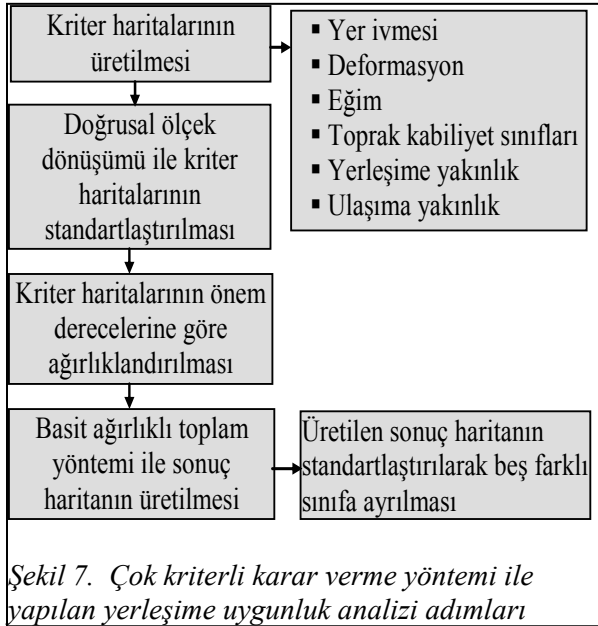 Kriter haritalarının
üretilmesi
▪ Yer ivmesi
▪ Deformasyon
▪ Eğim
▪ Toprak kabiliyet sınıfları
▪ Yerleşime yakınlık
▪ Ulaşıma yakınlık
Doğrusal ölçek
dönüşümü ile kriter
haritalarının
standartlaştırılması
Kriter haritalarının önem
derecelerine göre
ağırlıklandırılması
Basit ağırlıklı toplam
yöntemi ile sonuç
haritanın üretilmesi
Üretilen sonuç haritanın
standartlaştırılarak beş farklı
sınıfa ayrılması
Şekil 7. Çok kriterli karar verme yöntemi ile
yapılan yerleşime uygunluk analizi adımları